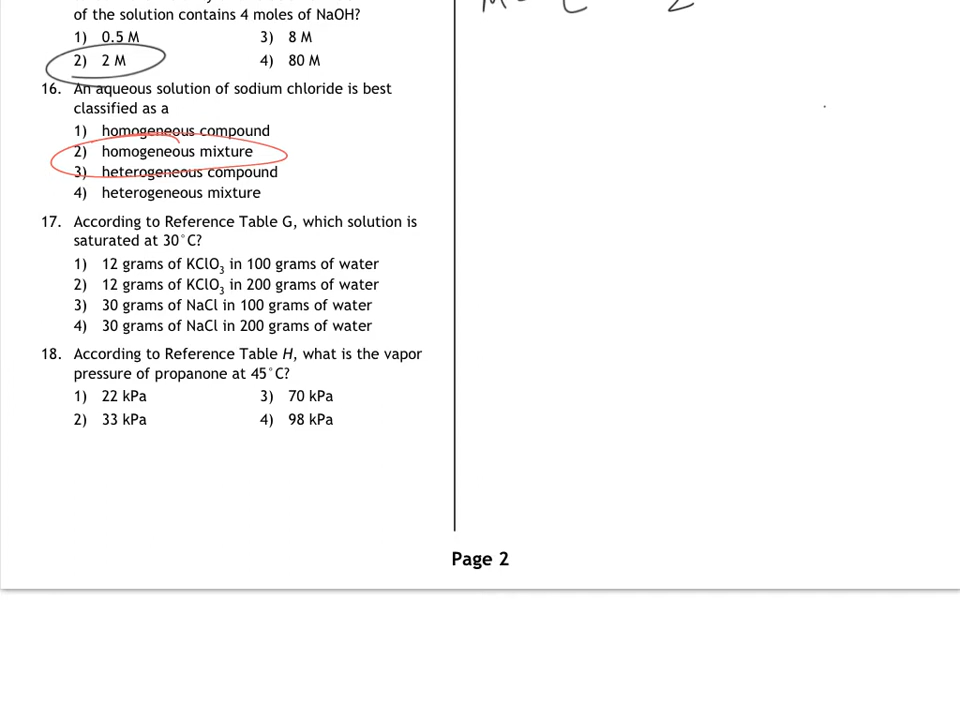 of the solution contains 4 moles of NaOH?
1) 0.5 M
3) 8 M
2) 2 M
4) 80 M
16. An aqueous solution of sodium chloride is best
classified as a
1) homogeneous compound
2) homogeneous mixture
3) heterogeneous compound
4) heterogeneous mixture
17. According to Reference Table G, which solution is
saturated at 30°C?
1) 12 grams of KClO₃ in 100 grams of water
2) 12 grams of KClO₃ in 200 grams of water
3) 30 grams of NaCl in 100 grams of water
4) 30 grams of NaCl in 200 grams of water
18. According to Reference Table H, what is the vapor
pressure of propanone at 45°C?
1) 22 kPa
3) 70 kPa
2) 33 kPa
4) 98 kPa
Page 2